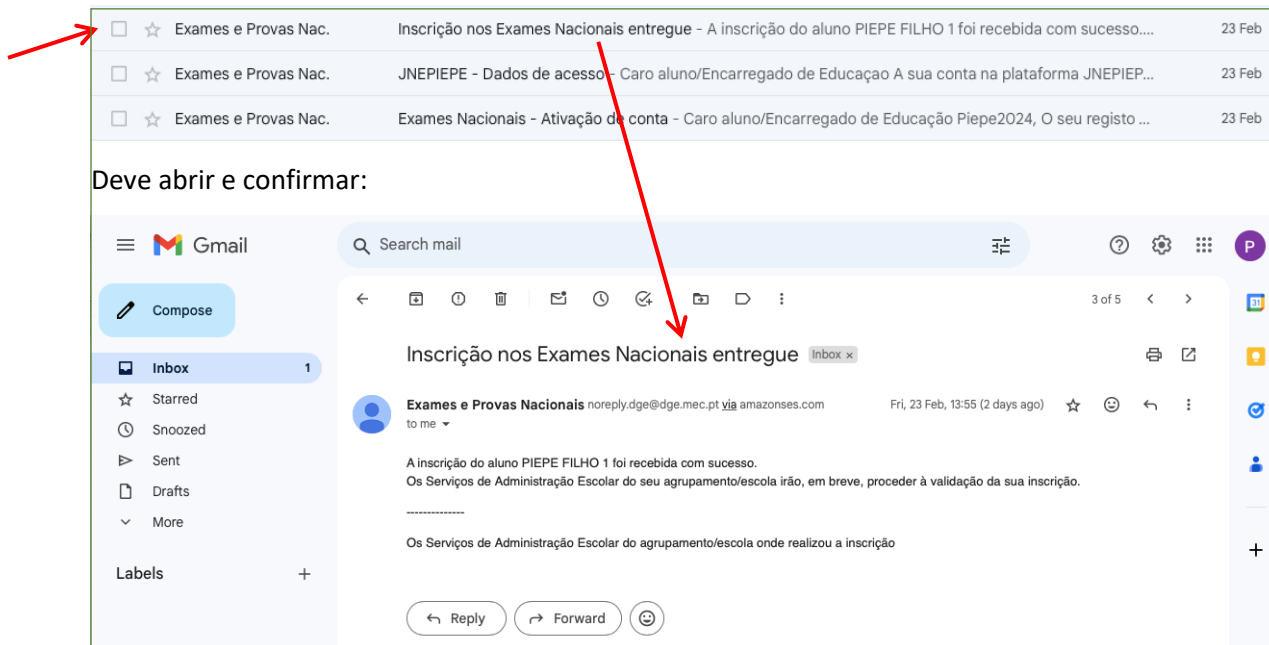 Exames e Provas Nac. Inscrição nos Exames Nacionais entregue - A inscrição do aluno PIEPE FILHO 1 foi recebida com sucesso.... 23 Feb
Exames e Provas Nac. JNEPIEPE - Dados de acesso - Caro aluno/Encarregado de Educaçao A sua conta na plataforma JNEPIEP... 23 Feb
Exames e Provas Nac. Exames Nacionais - Ativação de conta - Caro aluno/Encarregado de Educação Piepe2024, O seu registo ... 23 Feb
Deve abrir e confirmar:
Gmail Search mail P
Compose 3 of 5 31
Inscrição nos Exames Nacionais entregue Inbox x
Inbox 1
Starred
Snoozed
Sent
Drafts
More
Labels +
Exames e Provas Nacionais noreply.dge@dge.mec.pt via amazonses.com Fri, 23 Feb, 13:55 (2 days ago)
to me
A inscrição do aluno PIEPE FILHO 1 foi recebida com sucesso.
Os Serviços de Administração Escolar do seu agrupamento/escola irão, em breve, proceder à validação da sua inscrição.
--------------
Os Serviços de Administração Escolar do agrupamento/escola onde realizou a inscrição
Reply Forward